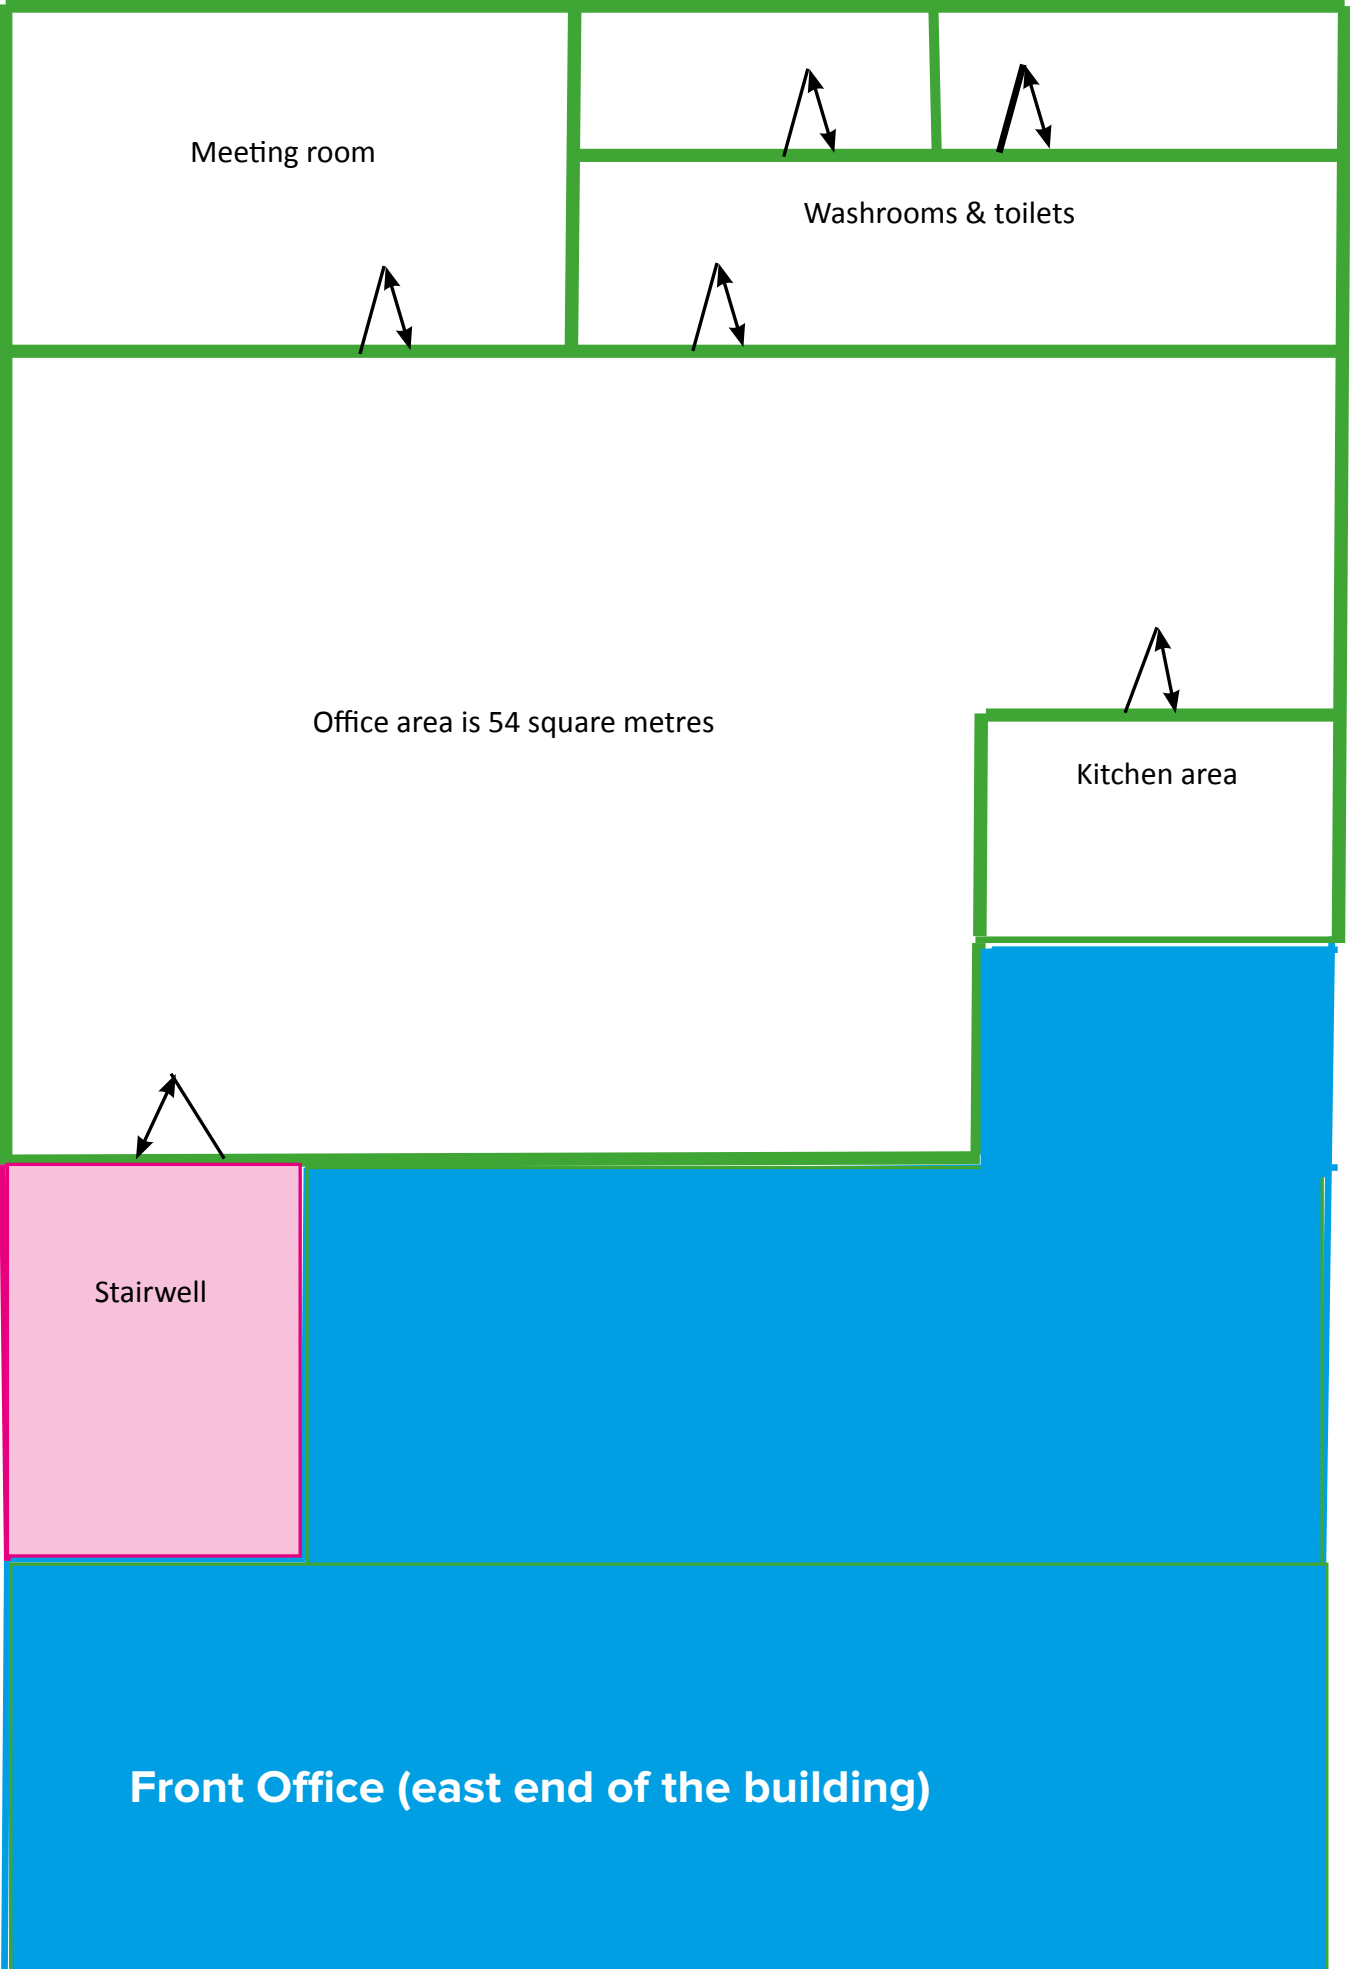 Meeting room
Washrooms & toilets
Office area is 54 square metres
Kitchen area
Stairwell
Front Office (east end of the building)